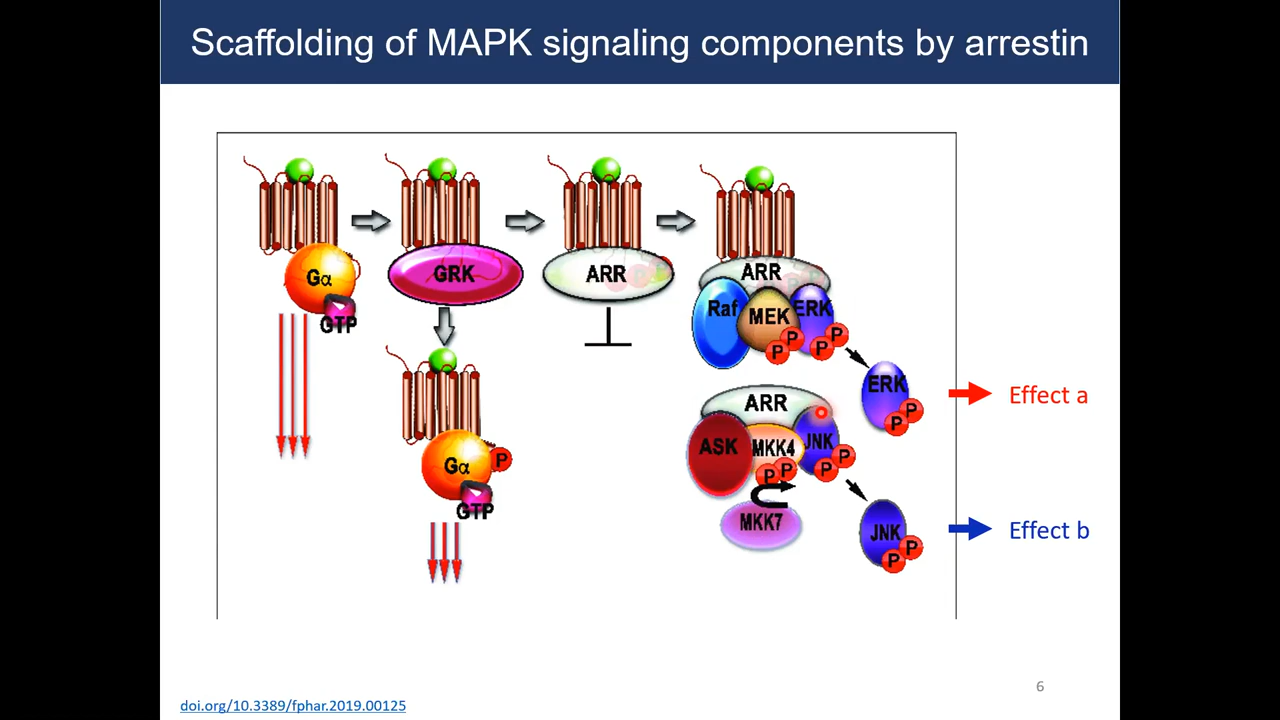 Scaffolding of MAPK signaling components by arrestin
Gα
GTP
GRK
ARR
ARR
Raf
MEK
ERK
P
P
P
P
ERK
P
P
Effect a
Gα
P
GTP
ARR
ASK
MKK4
JNK
P
P
P
P
MKK7
JNK
P
P
Effect b
6
doi.org/10.3389/fphar.2019.00125